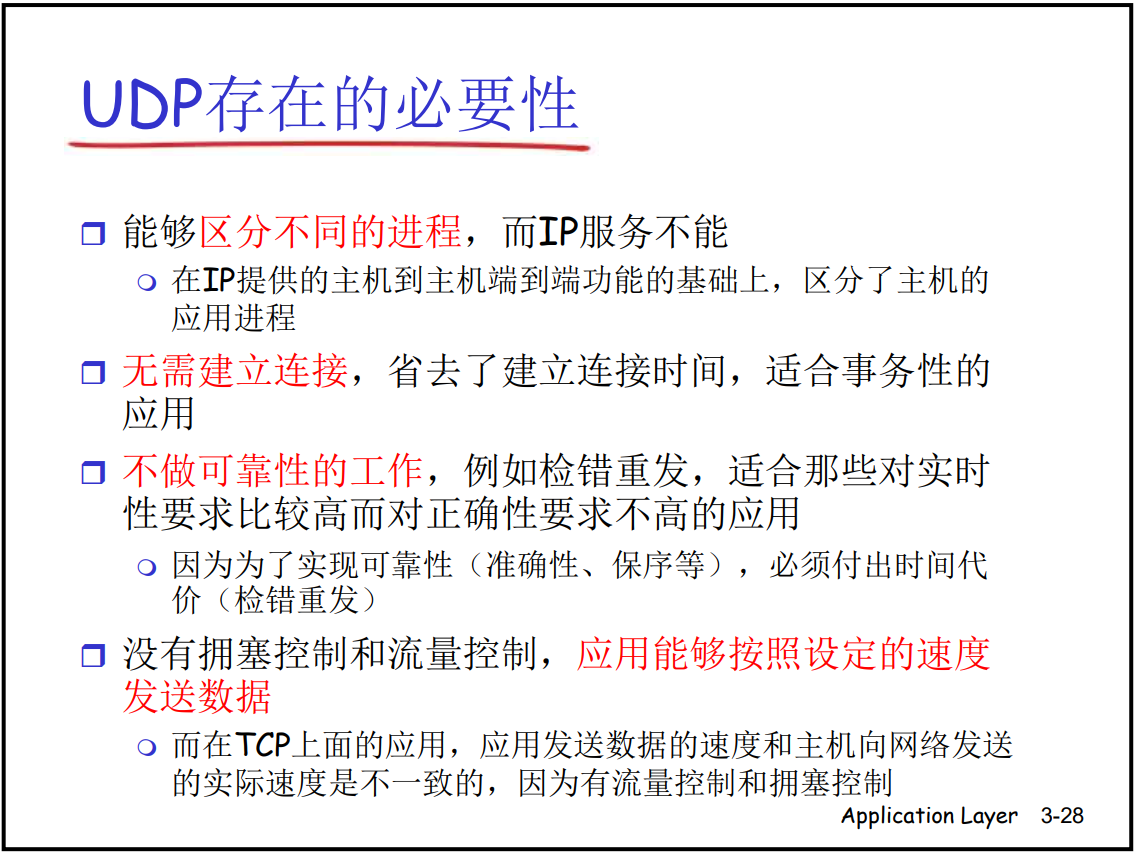 UDP存在的必要性
能够区分不同的进程，而IP服务不能
在IP提供的主机到主机端到端功能的基础上，区分了主机的
应用进程
无需建立连接，省去了建立连接时间，适合事务性的
应用
不做可靠性的工作，例如检错重发，适合那些对实时
性要求比较高而对正确性要求不高的应用
因为为了实现可靠性（准确性、保序等），必须付出时间代
价（检错重发）
没有拥塞控制和流量控制，应用能够按照设定的速度
发送数据
而在TCP上面的应用，应用发送数据的速度和主机向网络发送
的实际速度是不一致的，因为有流量控制和拥塞控制
Application Layer 3-28